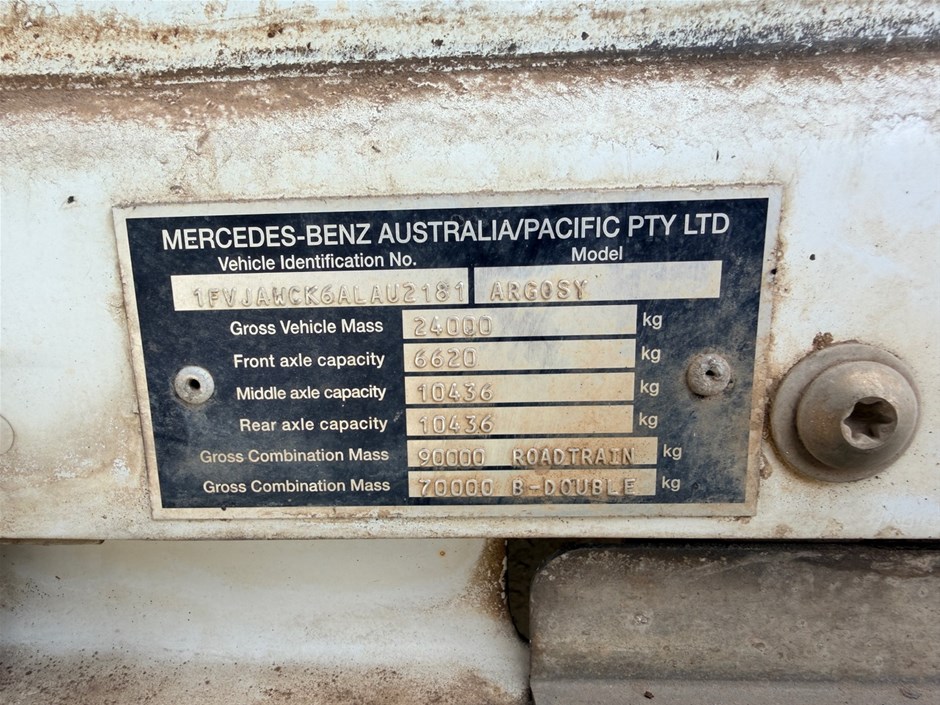 MERCEDES-BENZ AUSTRALIA/PACIFIC PTY LTD
Vehicle Identification No. Model
1FVJAWCK6ALAU2181 ARGOSY
Gross Vehicle Mass 24000 kg
Front axle capacity 6620 kg
Middle axle capacity 10436 kg
Rear axle capacity 10436 kg
Gross Combination Mass 90000 ROADTRAIN kg
Gross Combination Mass 70000 B-DOUBLE kg